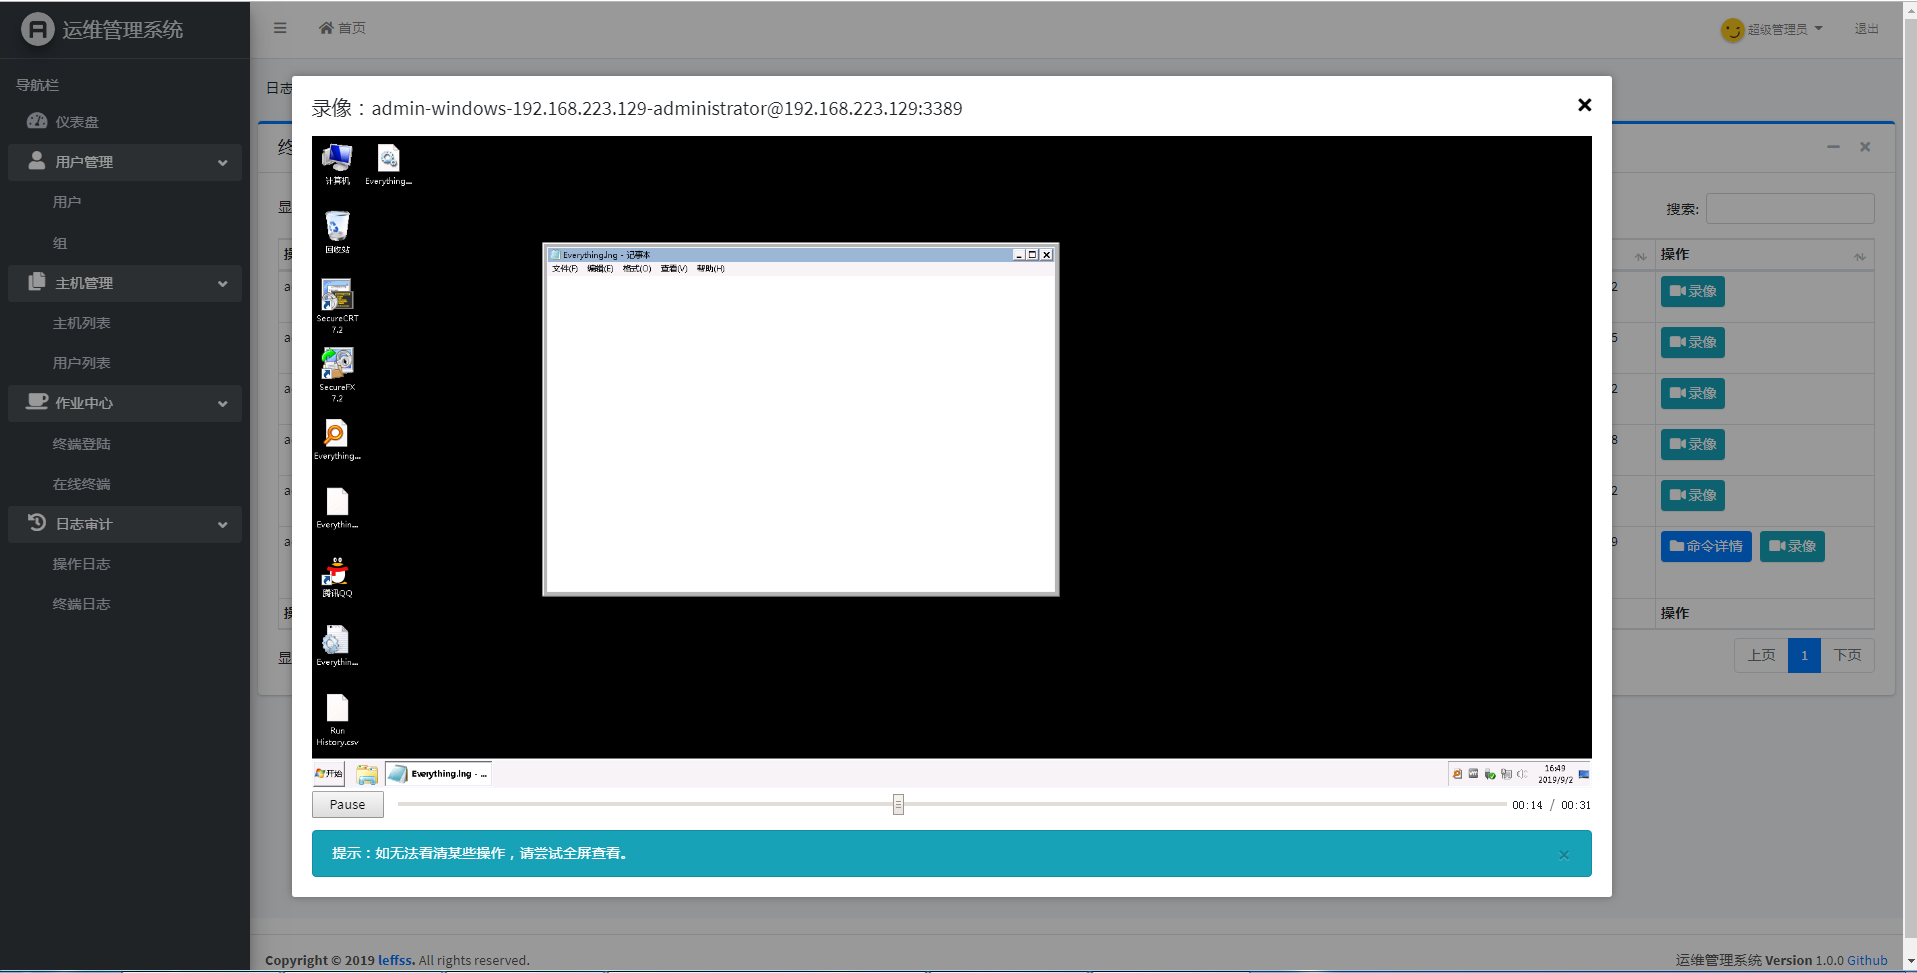 运维管理系统
首页
超级管理员
退出
导航栏
仪表盘
用户管理
用户
组
主机管理
主机列表
用户列表
作业中心
终端登陆
在线终端
日志审计
操作日志
终端日志
日志
录像：admin-windows-192.168.223.129-administrator@192.168.223.129:3389
终
显
搜索:
操作
a
2 录像
a
5 录像
a
2 录像
a
8 录像
a
2 录像
a
9 命令详情 录像
操作
显
上页 1 下页
计算机
Everything...
回收站
SecureCRT
7.2
SecureFX
7.2
Everything...
Everythin...
腾讯QQ
Everythin...
Run
History.csv
Everything.lng - 记事本
文件(F) 编辑(E) 格式(O) 查看(V) 帮助(H)
开始
Everything.lng - ...
16:49
2019/9/2
Pause
00:14 / 00:31
提示：如无法看清某些操作，请尝试全屏查看。
Copyright © 2019 leffss. All rights reserved.
运维管理系统 Version 1.0.0 Github